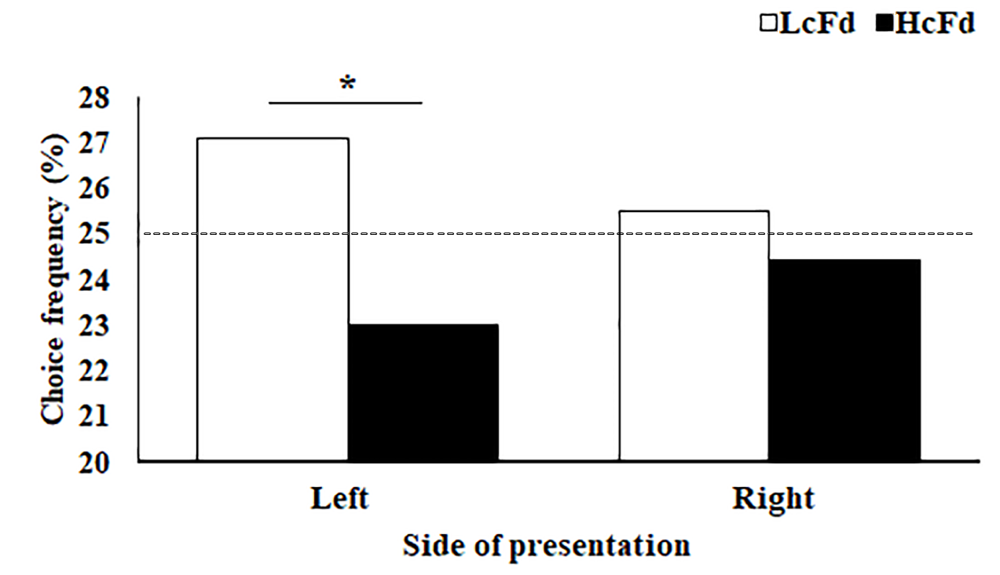 LcFd HcFd
*
28
27
26
25
24
23
22
21
20
Choice frequency (%)
Left Right
Side of presentation